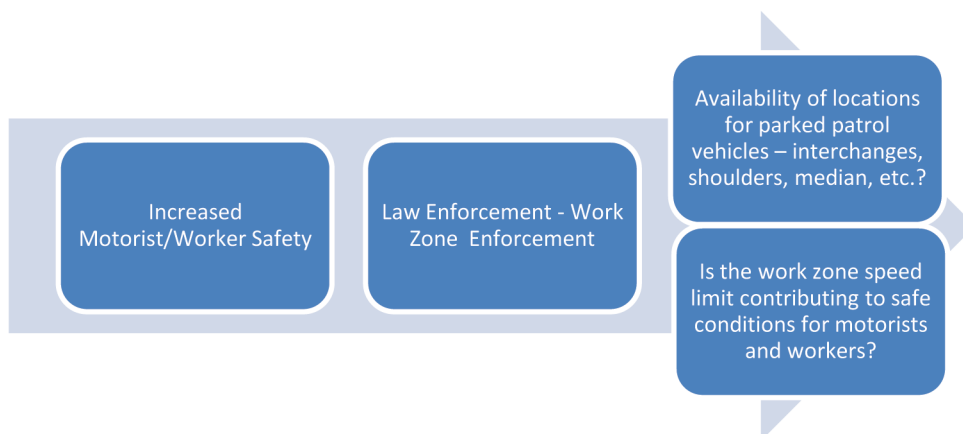 Increased
Motorist/Worker Safety
Law Enforcement - Work
Zone  Enforcement
Availability of locations
for parked patrol
vehicles – interchanges,
shoulders, median, etc.?
Is the work zone speed
limit contributing to safe
conditions for motorists
and workers?